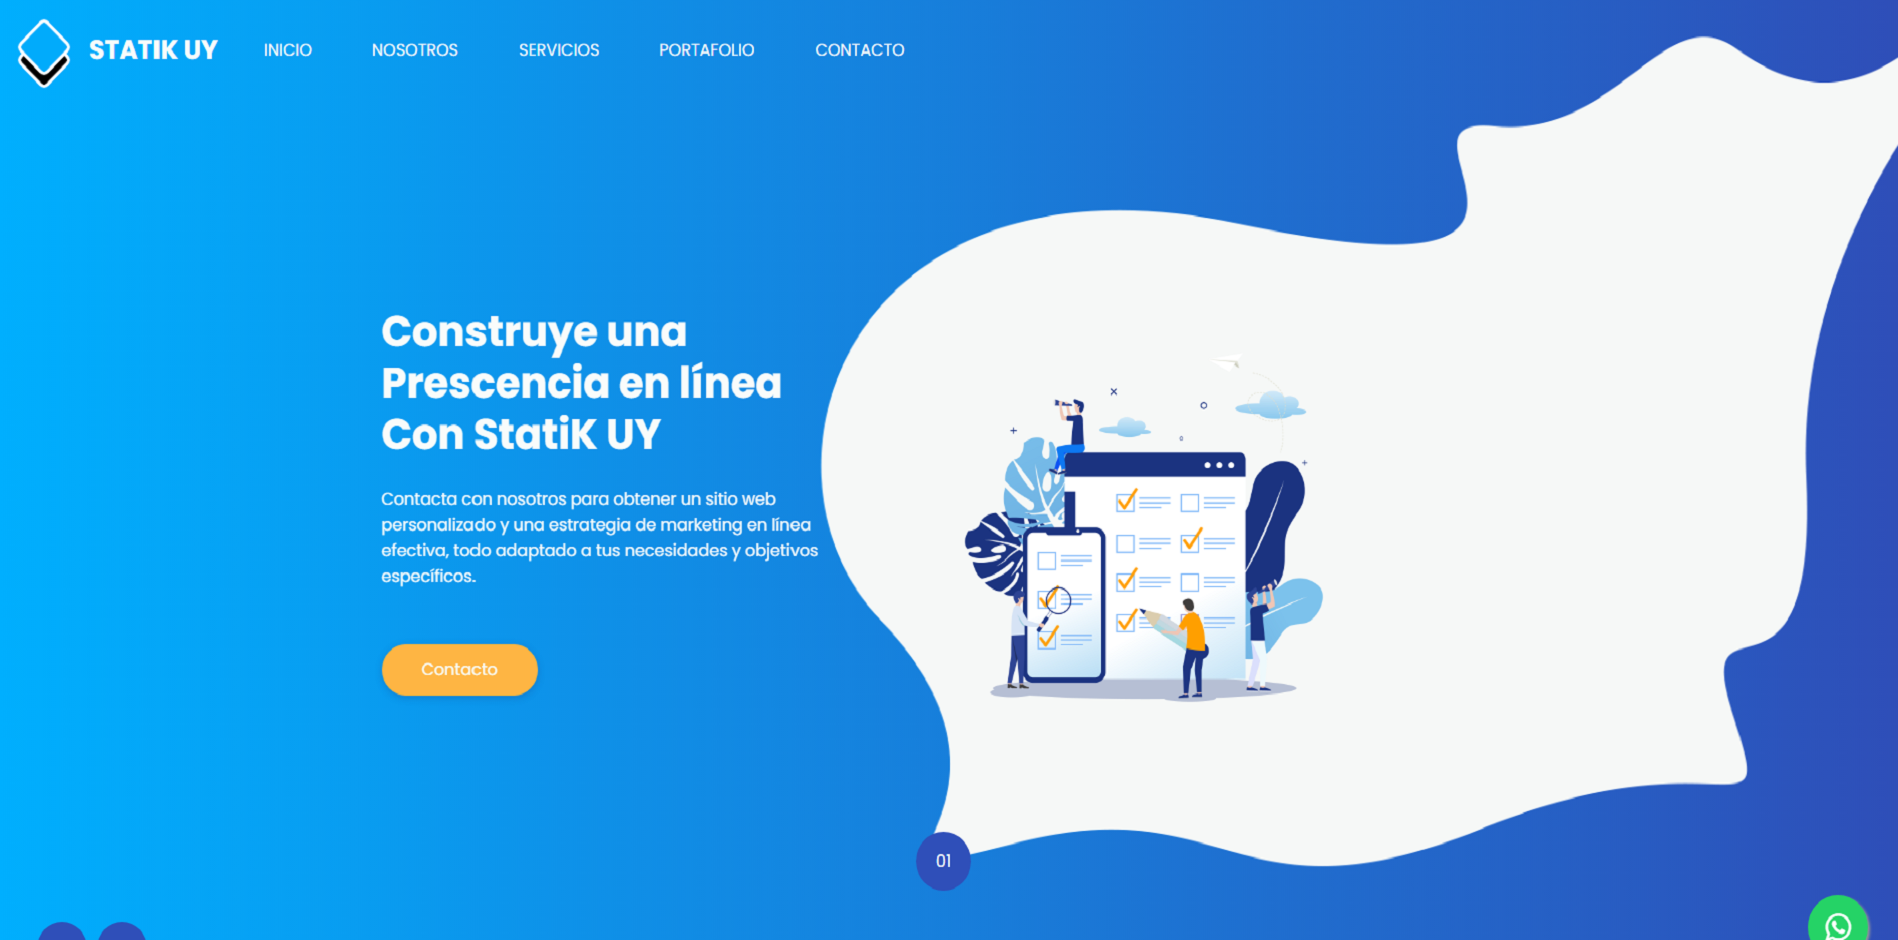 STATIK UY
INICIO
NOSOTROS
SERVICIOS
PORTAFOLIO
CONTACTO
Construye una
Prescencia en línea
Con StatiK UY
Contacta con nosotros para obtener un sitio web
personalizado y una estrategia de marketing en línea
efectiva, todo adaptado a tus necesidades y objetivos
específicos.
Contacto
01